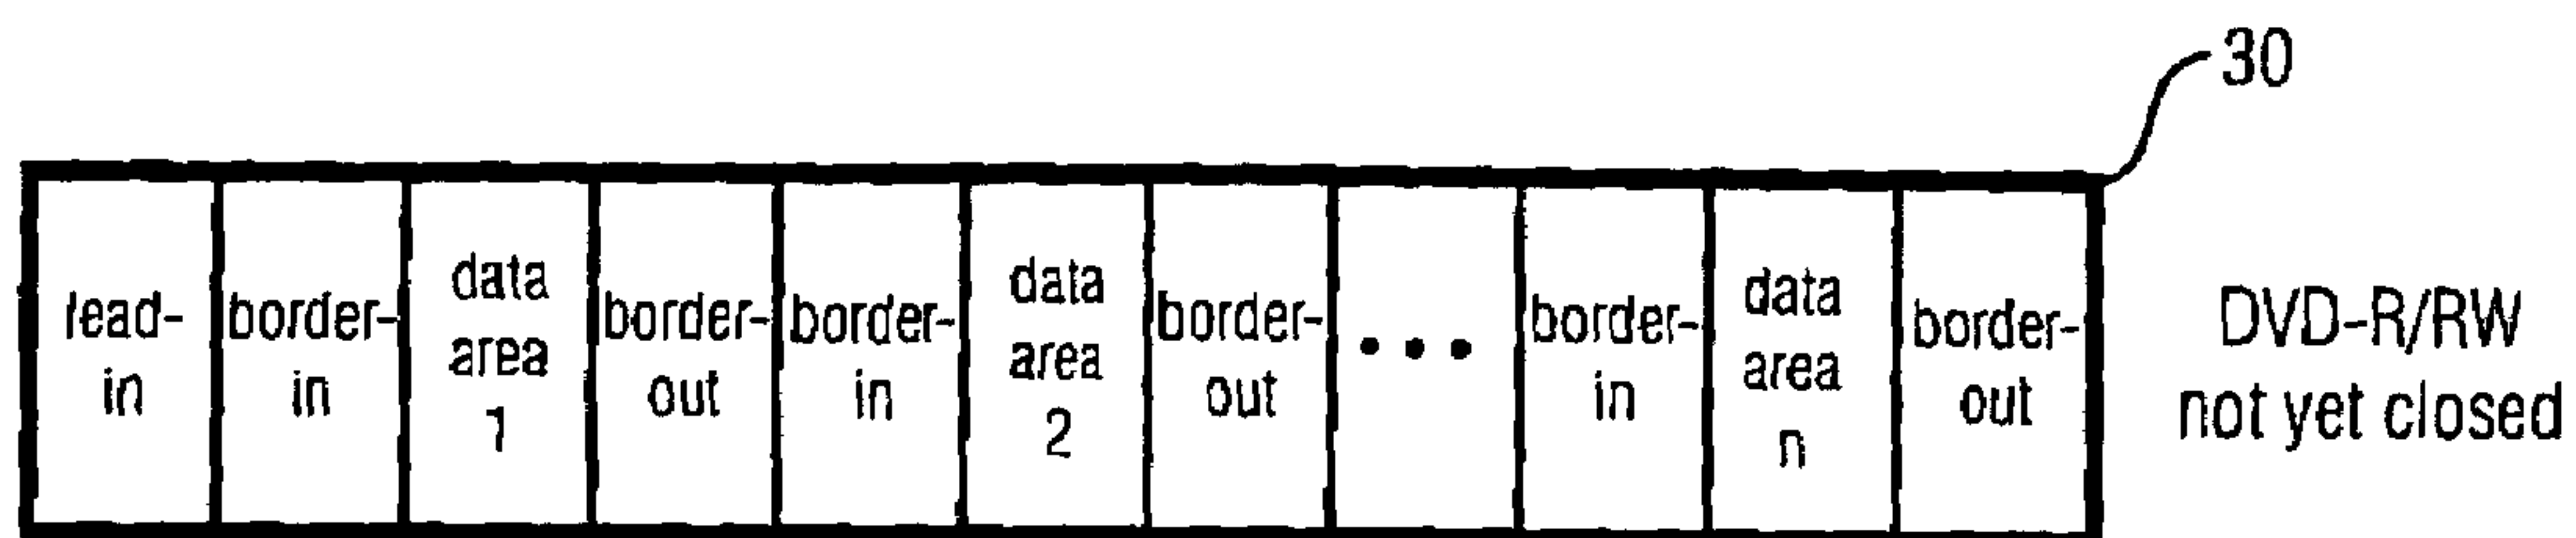 30
lead-
in
border-
in
data
area
1
border-
out
border-
in
data
area
2
border-
out
• • •
border-
in
data
area
n
border-
out
DVD-R/RW
not yet closed